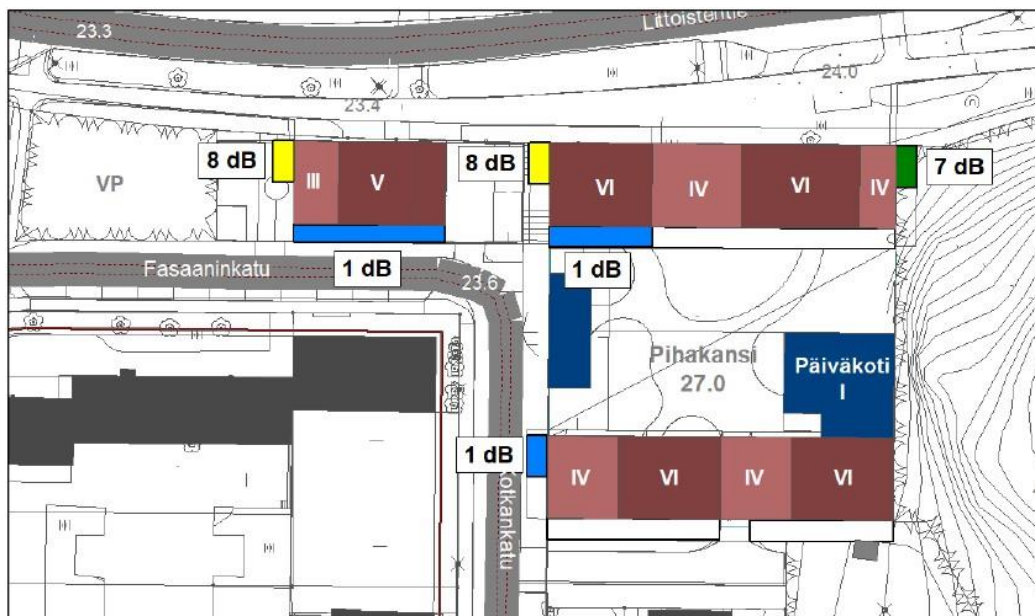 23.3
Littoistentie
24.0
23.4
VP
8 dB
III
V
8 dB
VI
IV
VI
IV
7 dB
Fasaaninkatu
1 dB
23.6
1 dB
Pihakansi
27.0
Päiväkoti
I
1 dB
IV
VI
IV
VI
Kotkankatu